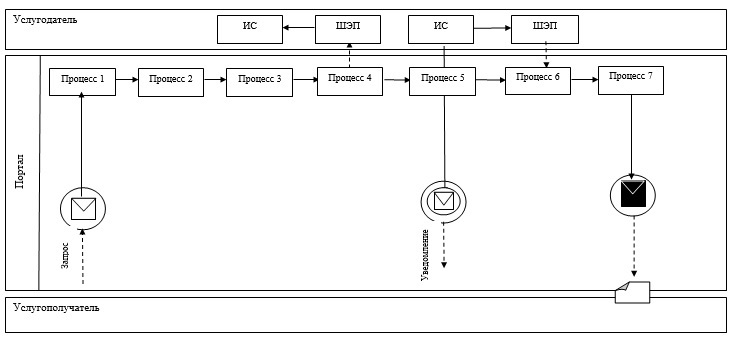 Услугодатель
ИС
ШЭП
ИС
ШЭП
Портал
Процесс 1
Процесс 2
Процесс 3
Процесс 4
Процесс 5
Процесс 6
Процесс 7
Запрос
Уведомление
Услугополучатель